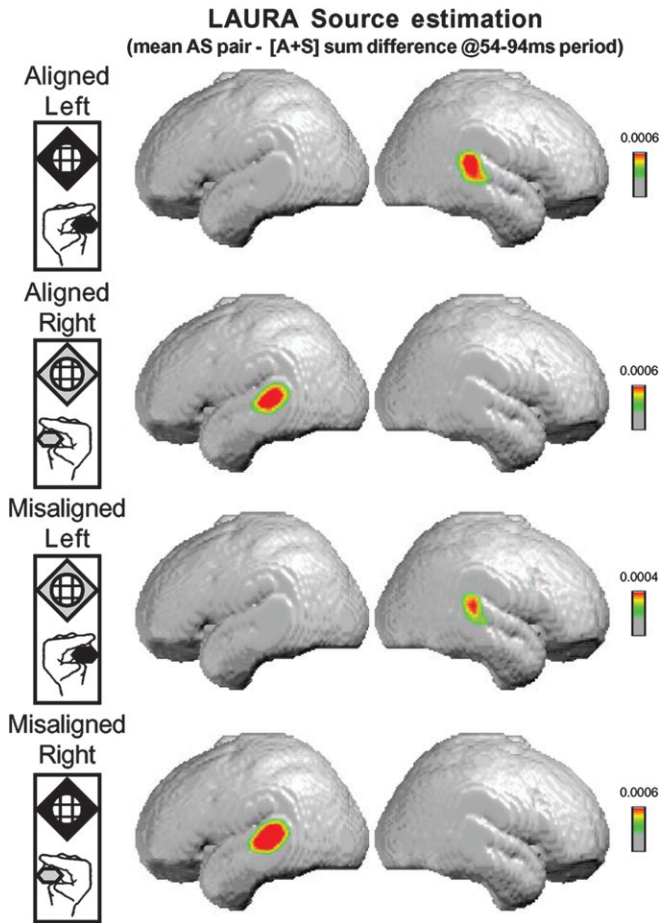 LAURA Source estimation
(mean AS pair - [A+S] sum difference @54-94ms period)
Aligned
Left
0.0006
Aligned
Right
0.0006
Misaligned
Left
0.0004
Misaligned
Right
0.0006